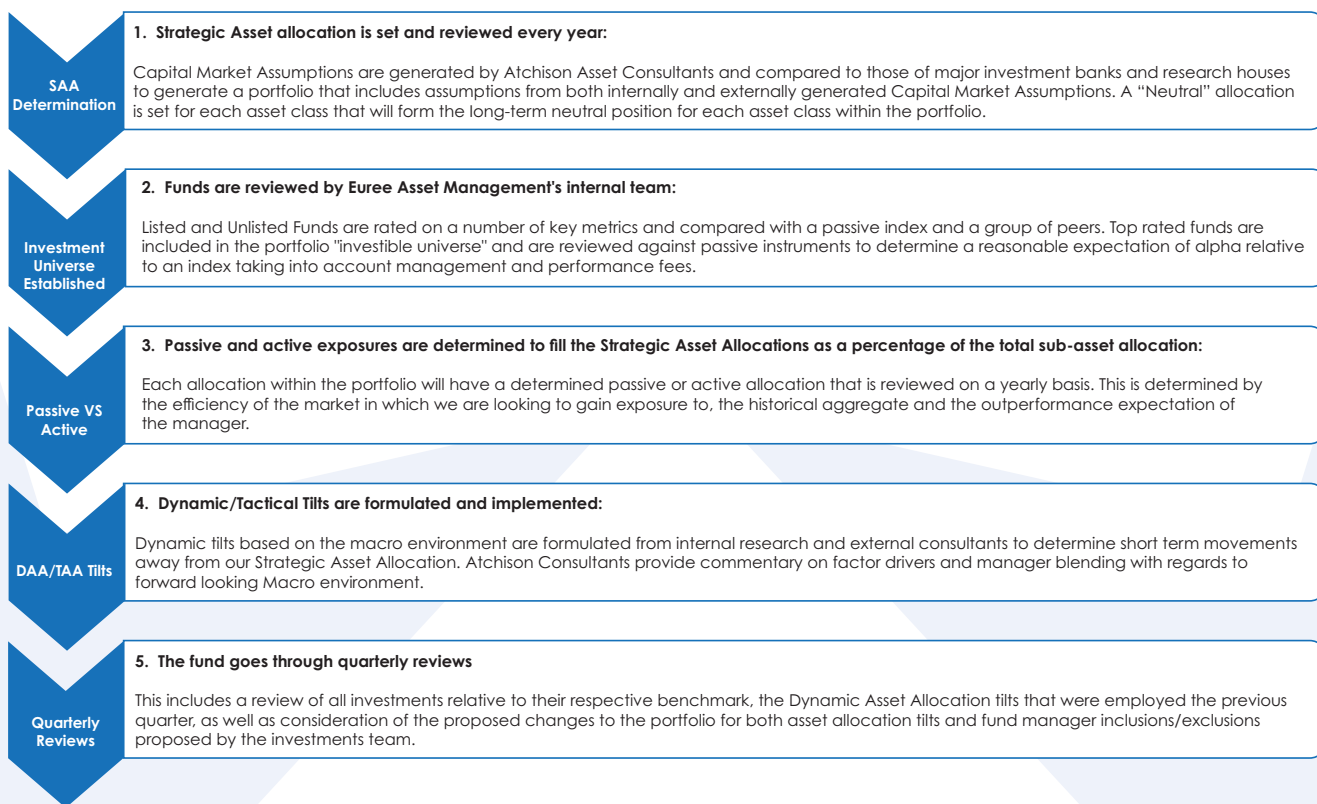 SAA
Determination
1. Strategic Asset allocation is set and reviewed every year:
Capital Market Assumptions are generated by Atchison Asset Consultants and compared to those of major investment banks and research houses
to generate a portfolio that includes assumptions from both internally and externally generated Capital Market Assumptions. A “Neutral” allocation
is set for each asset class that will form the long-term neutral position for each asset class within the portfolio.
Investment
Universe
Established
2. Funds are reviewed by Euree Asset Management's internal team:
Listed and Unlisted Funds are rated on a number of key metrics and compared with a passive index and a group of peers. Top rated funds are
included in the portfolio "investible universe" and are reviewed against passive instruments to determine a reasonable expectation of alpha relative
to an index taking into account management and performance fees.
Passive VS
Active
3. Passive and active exposures are determined to fill the Strategic Asset Allocations as a percentage of the total sub-asset allocation:
Each allocation within the portfolio will have a determined passive or active allocation that is reviewed on a yearly basis. This is determined by
the efficiency of the market in which we are looking to gain exposure to, the historical aggregate and the outperformance expectation of
the manager.
DAA/TAA Tilts
4. Dynamic/Tactical Tilts are formulated and implemented:
Dynamic tilts based on the macro environment are formulated from internal research and external consultants to determine short term movements
away from our Strategic Asset Allocation. Atchison Consultants provide commentary on factor drivers and manager blending with regards to
forward looking Macro environment.
Quarterly
Reviews
5. The fund goes through quarterly reviews
This includes a review of all investments relative to their respective benchmark, the Dynamic Asset Allocation tilts that were employed the previous
quarter, as well as consideration of the proposed changes to the portfolio for both asset allocation tilts and fund manager inclusions/exclusions
proposed by the investments team.